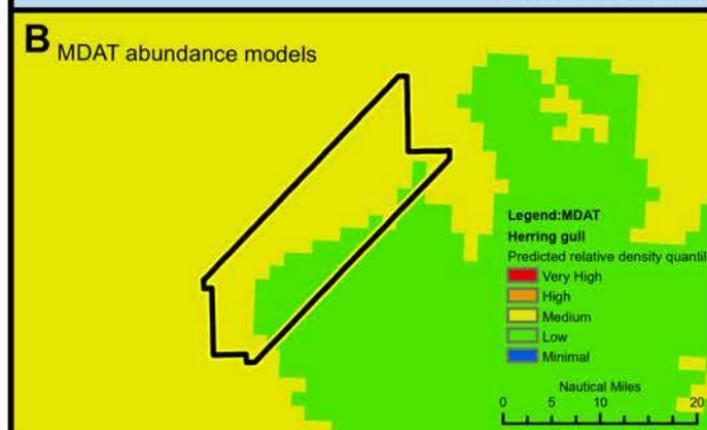 B MDAT abundance models
Legend:MDAT
Herring gull
Predicted relative density quantil
Very High
High
Medium
Low
Minimal
Nautical Miles
0 5 10 20